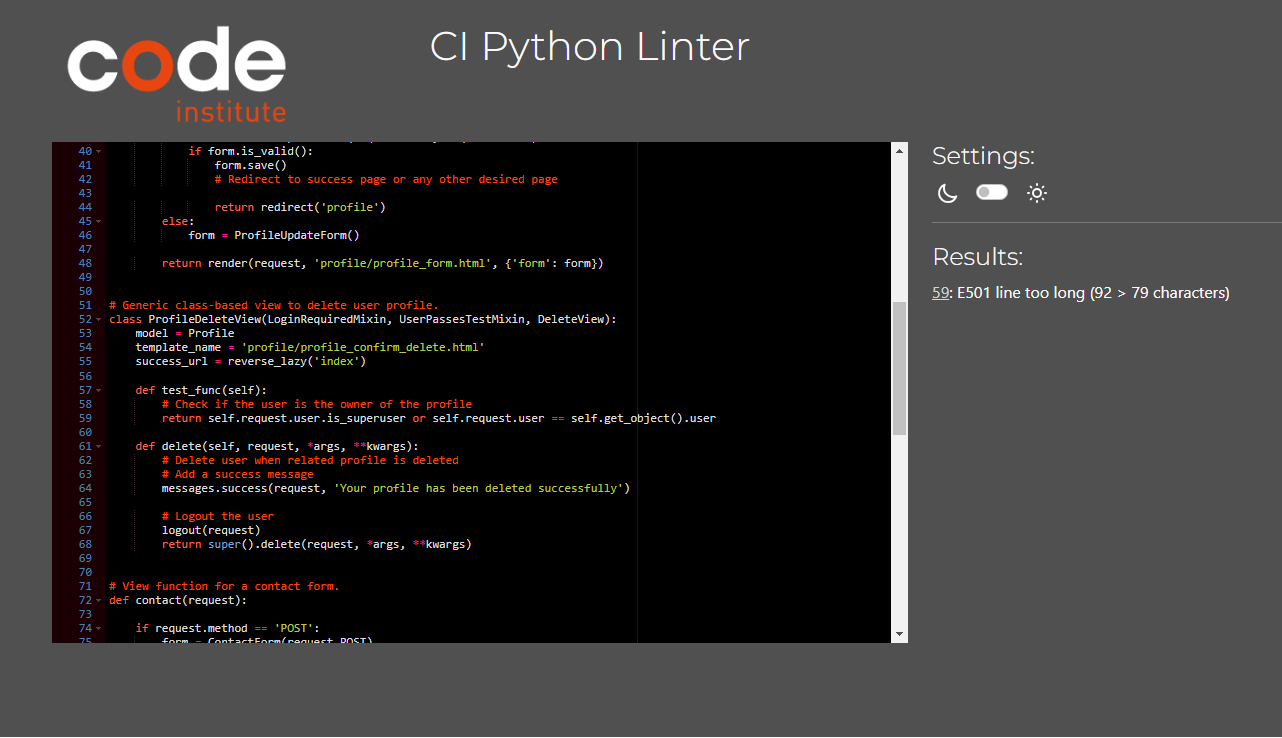 code
institute
CI Python Linter
40 if form.is_valid():
41 form.save()
42 # Redirect to success page or any other desired page
43
44 return redirect('profile')
45 else:
46 form = ProfileUpdateForm()
47
48 return render(request, 'profile/profile_form.html', {'form': form})
49
50
51 # Generic class-based view to delete user profile.
52 class ProfileDeleteView(LoginRequiredMixin, UserPassesTestMixin, DeleteView):
53 model = Profile
54 template_name = 'profile/profile_confirm_delete.html'
55 success_url = reverse_lazy('index')
56
57 def test_func(self):
58 # Check if the user is the owner of the profile
59 return self.request.user.is_superuser or self.request.user == self.get_object().user
60
61 def delete(self, request, *args, **kwargs):
62 # Delete user when related profile is deleted
63 # Add a success message
64 messages.success(request, 'Your profile has been deleted successfully')
65
66 # Logout the user
67 logout(request)
68 return super().delete(request, *args, **kwargs)
69
70
71 # View function for a contact form.
72 def contact(request):
73
74 if request.method == 'POST':
75 form = ContactForm(request.POST)
Settings:
Results:
59: E501 line too long (92 > 79 characters)